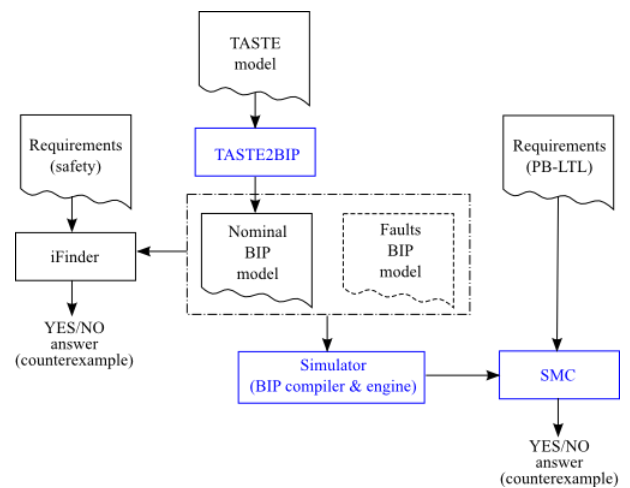 TASTE
model
TASTE2BIP
Requirements
(safety)
Requirements
(PB-LTL)
Nominal
BIP
model
Faults
BIP
model
iFinder
YES/NO
answer
(counterexample)
Simulator
(BIP compiler & engine)
SMC
YES/NO
answer
(counterexample)